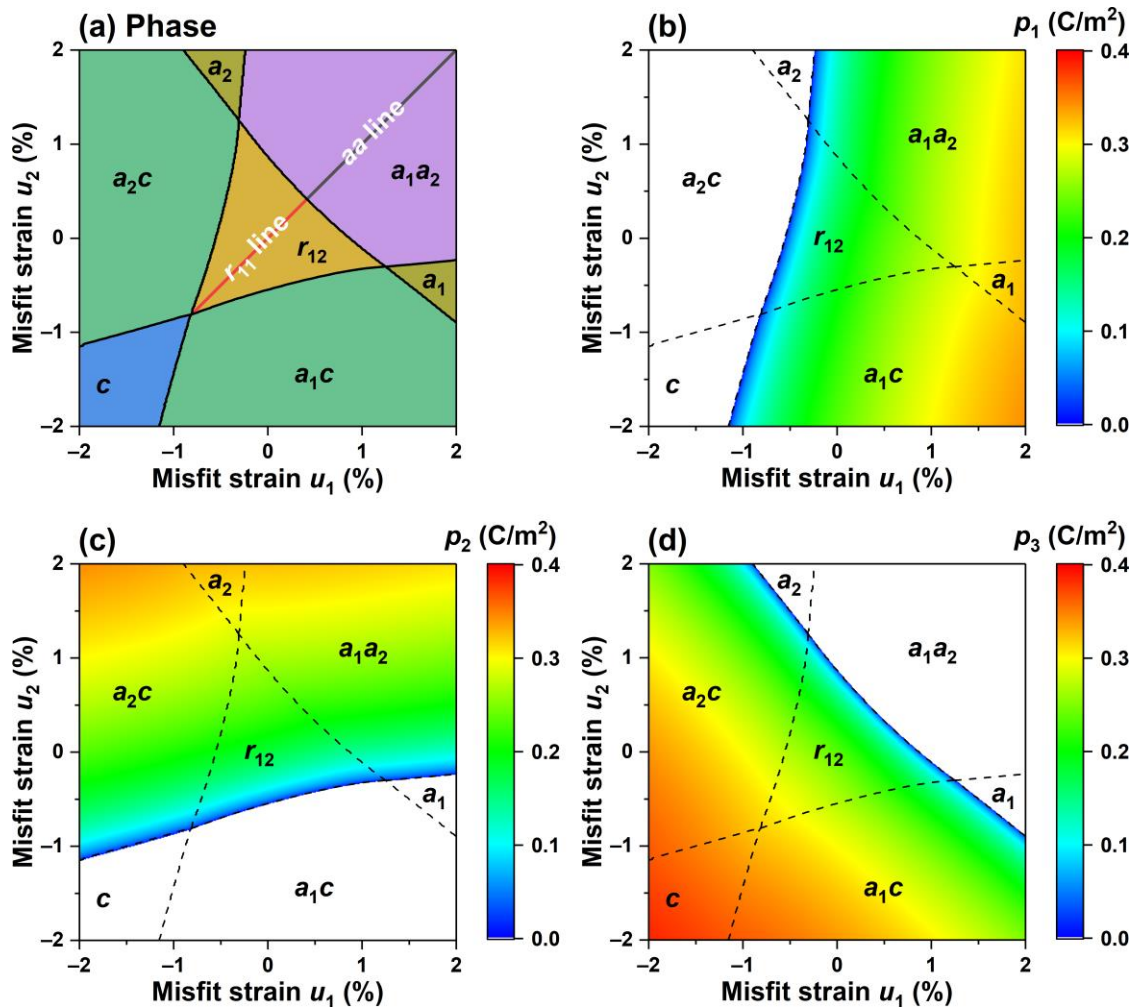 (a) Phase
2
1
0
–1
–2
Misfit strain u₂ (%)
a₂
aa line
a₂c
a₁a₂
r₁₁ line
r₁₂
a₁
c
a₁c
–2 –1 0 1 2
Misfit strain u₁ (%)
(b)
p₁ (C/m²)
2
1
0
–1
–2
Misfit strain u₂ (%)
a₂
a₁a₂
a₂c
r₁₂
a₁
c
a₁c
–2 –1 0 1 2
Misfit strain u₁ (%)
0.4
0.3
0.2
0.1
0.0
(c)
p₂ (C/m²)
2
1
0
–1
–2
Misfit strain u₂ (%)
a₂
a₁a₂
a₂c
r₁₂
a₁
c
a₁c
–2 –1 0 1 2
Misfit strain u₁ (%)
0.4
0.3
0.2
0.1
0.0
(d)
p₃ (C/m²)
2
1
0
–1
–2
Misfit strain u₂ (%)
a₂
a₁a₂
a₂c
r₁₂
a₁
c
a₁c
–2 –1 0 1 2
Misfit strain u₁ (%)
0.4
0.3
0.2
0.1
0.0